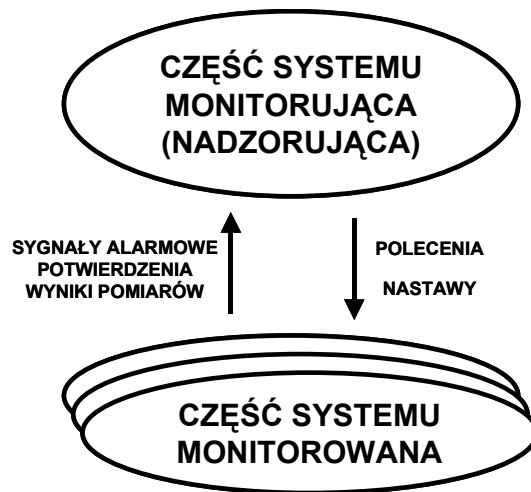 CZĘŚĆ SYSTEMU
MONITORUJĄCA
(NADZORUJĄCA)
SYGNAŁY ALARMOWE
POTWIERDZENIA
WYNIKI POMIARÓW
POLECENIA
NASTAWY
CZĘŚĆ SYSTEMU
MONITOROWANA